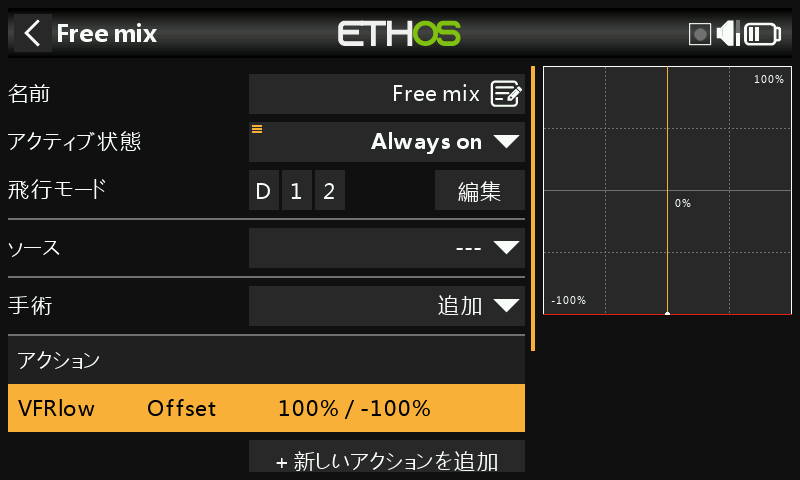 Free mix
ETHOS
名前 Free mix
アクティブ状態 Always on
飛行モード D 1 2 編集
ソース ---
手術 追加
アクション
VFRlow Offset 100% / -100%
+ 新しいアクションを追加
100%
0%
-100%